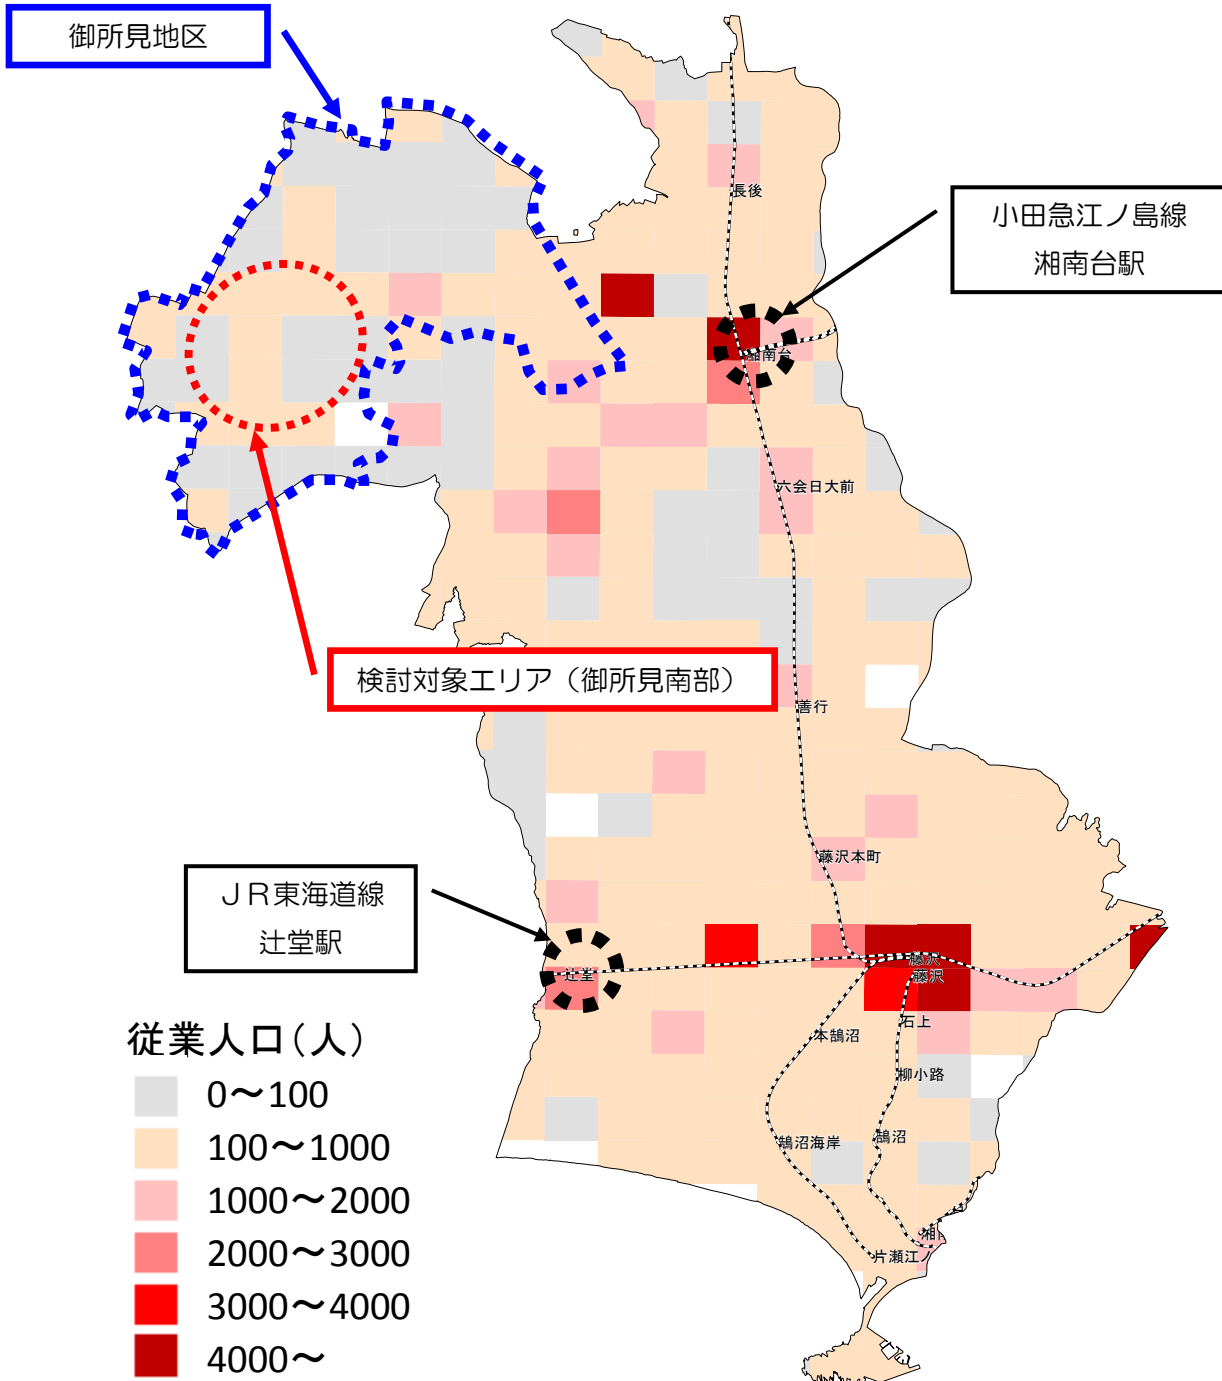 御所見地区
小田急江ノ島線
湘南台駅
長後
湘南台
六会日大前
検討対象エリア（御所見南部）
善行
藤沢本町
ＪＲ東海道線
辻堂駅
藤沢
辻堂
藤沢
石上
本鵠沼
柳小路
鵠沼海岸
鵠沼
片瀬江ノ
従業人口(人)
0～100
100～1000
1000～2000
2000～3000
3000～4000
4000～